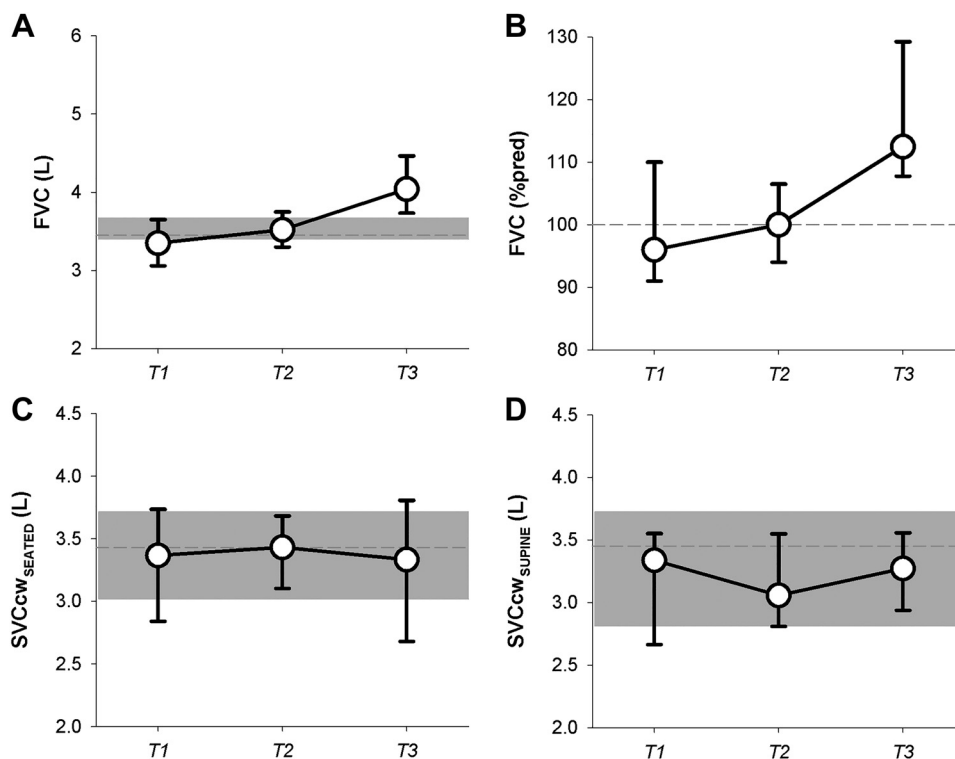 A
FVC (L)
6
5
4
3
2
T1 T2 T3
B
FVC (%pred)
130
120
110
100
90
80
T1 T2 T3
C
SVCcwSEATED (L)
4.5
4.0
3.5
3.0
2.5
2.0
T1 T2 T3
D
SVCcwSUPINE (L)
4.5
4.0
3.5
3.0
2.5
2.0
T1 T2 T3